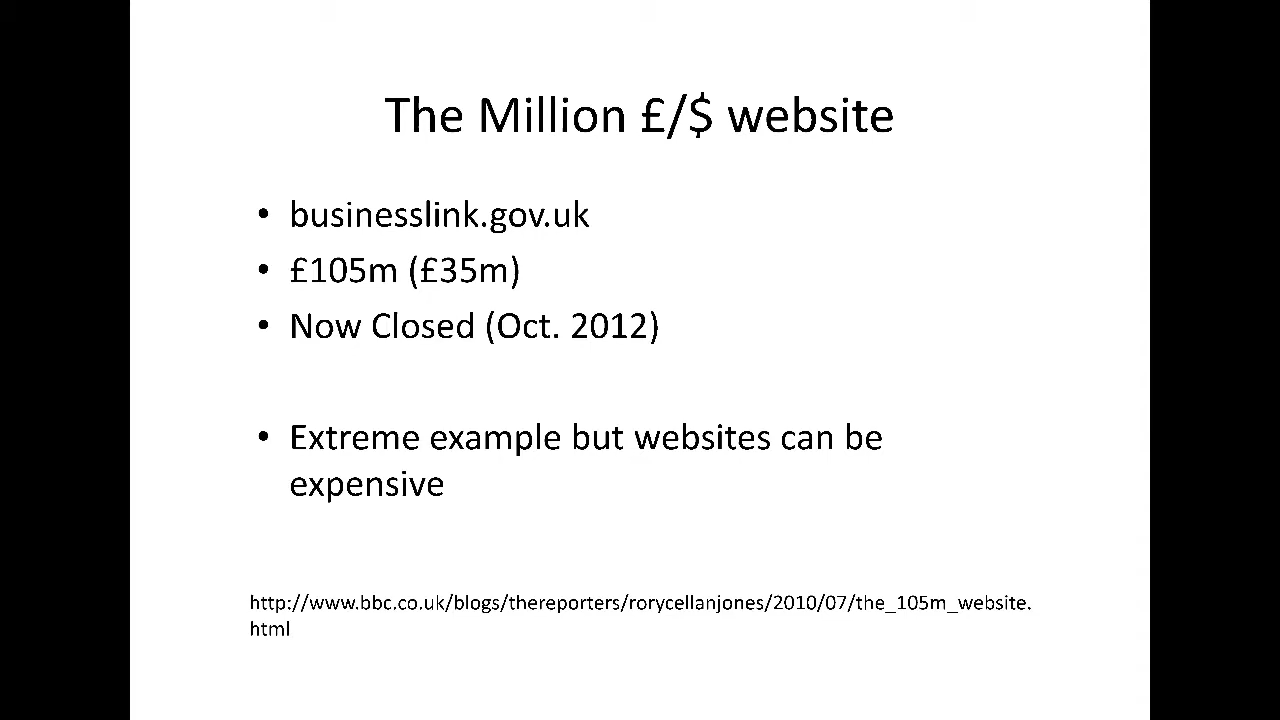 The Million £/$ website
• businesslink.gov.uk
• £105m (£35m)
• Now Closed (Oct. 2012)
• Extreme example but websites can be
expensive
http://www.bbc.co.uk/blogs/thereporters/rorycellanjones/2010/07/the_105m_website.
html